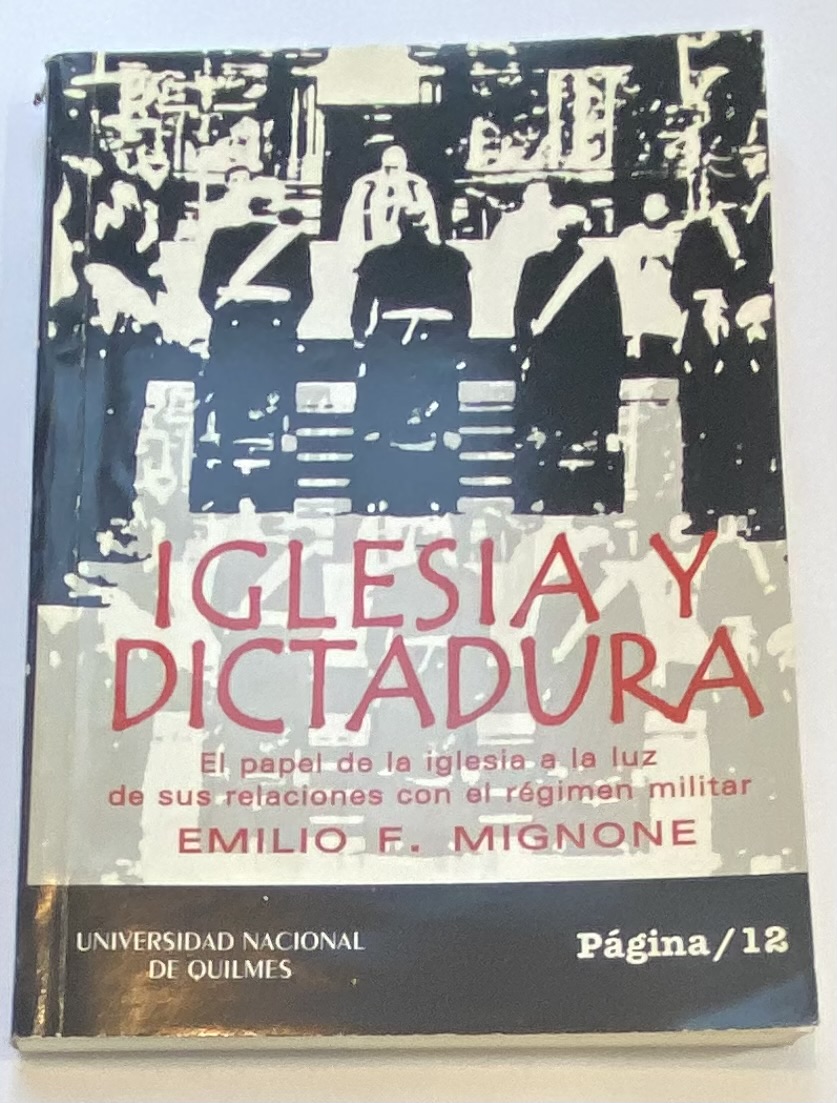 IGLESIA Y
DICTADURA
El papel de la iglesia a la luz
de sus relaciones con el régimen militar
EMILIO F. MIGNONE
UNIVERSIDAD NACIONAL
DE QUILMES
Página/12